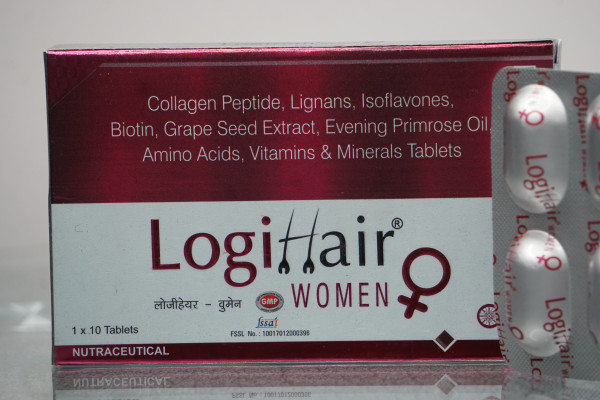 Collagen Peptide, Lignans, Isoflavones,
Biotin, Grape Seed Extract, Evening Primrose Oil,
Amino Acids, Vitamins & Minerals Tablets
LogiHair®
WOMEN
लोजीहेयर - वुमेन
GMP
fssai
FSSL No. : 10017012000396
1 x 10 Tablets
NUTRACEUTICAL
LogiHair
LogiHair